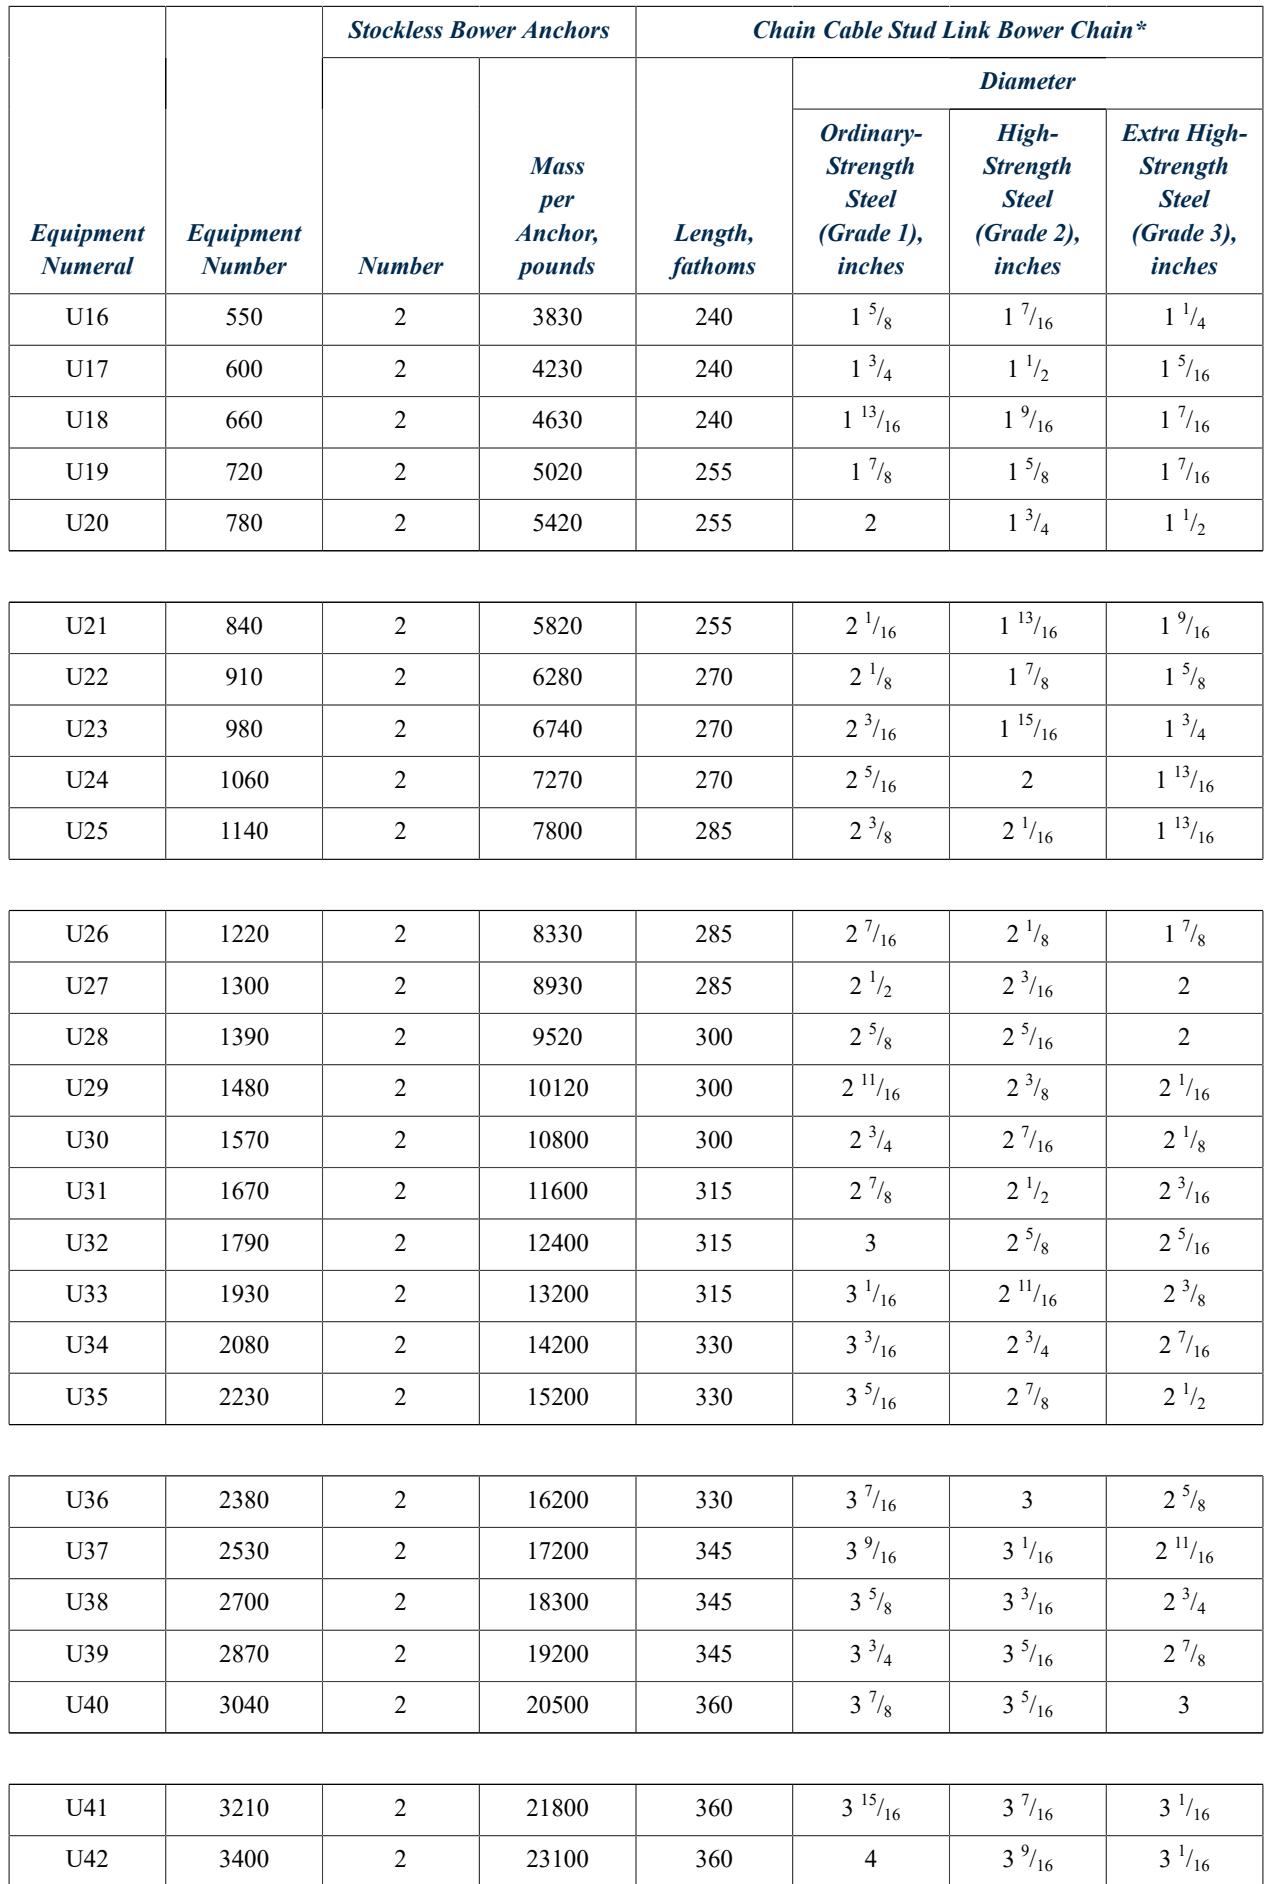 Stockless Bower Anchors Chain Cable Stud Link Bower Chain*
Diameter
Equipment Numeral
Equipment Number
Number
Mass per Anchor, pounds
Length, fathoms
Ordinary-Strength Steel (Grade 1), inches
High-Strength Steel (Grade 2), inches
Extra High-Strength Steel (Grade 3), inches
U16 550 2 3830 240 1 5/8 1 7/16 1 1/4
U17 600 2 4230 240 1 3/4 1 1/2 1 5/16
U18 660 2 4630 240 1 13/16 1 9/16 1 7/16
U19 720 2 5020 255 1 7/8 1 5/8 1 7/16
U20 780 2 5420 255 2 1 3/4 1 1/2
U21 840 2 5820 255 2 1/16 1 13/16 1 9/16
U22 910 2 6280 270 2 1/8 1 7/8 1 5/8
U23 980 2 6740 270 2 3/16 1 15/16 1 3/4
U24 1060 2 7270 270 2 5/16 2 1 13/16
U25 1140 2 7800 285 2 3/8 2 1/16 1 13/16
U26 1220 2 8330 285 2 7/16 2 1/8 1 7/8
U27 1300 2 8930 285 2 1/2 2 3/16 2
U28 1390 2 9520 300 2 5/8 2 5/16 2
U29 1480 2 10120 300 2 11/16 2 3/8 2 1/16
U30 1570 2 10800 300 2 3/4 2 7/16 2 1/8
U31 1670 2 11600 315 2 7/8 2 1/2 2 3/16
U32 1790 2 12400 315 3 2 5/8 2 5/16
U33 1930 2 13200 315 3 1/16 2 11/16 2 3/8
U34 2080 2 14200 330 3 3/16 2 3/4 2 7/16
U35 2230 2 15200 330 3 5/16 2 7/8 2 1/2
U36 2380 2 16200 330 3 7/16 3 2 5/8
U37 2530 2 17200 345 3 9/16 3 1/16 2 11/16
U38 2700 2 18300 345 3 5/8 3 3/16 2 3/4
U39 2870 2 19200 345 3 3/4 3 5/16 2 7/8
U40 3040 2 20500 360 3 7/8 3 5/16 3
U41 3210 2 21800 360 3 15/16 3 7/16 3 1/16
U42 3400 2 23100 360 4 3 9/16 3 1/16